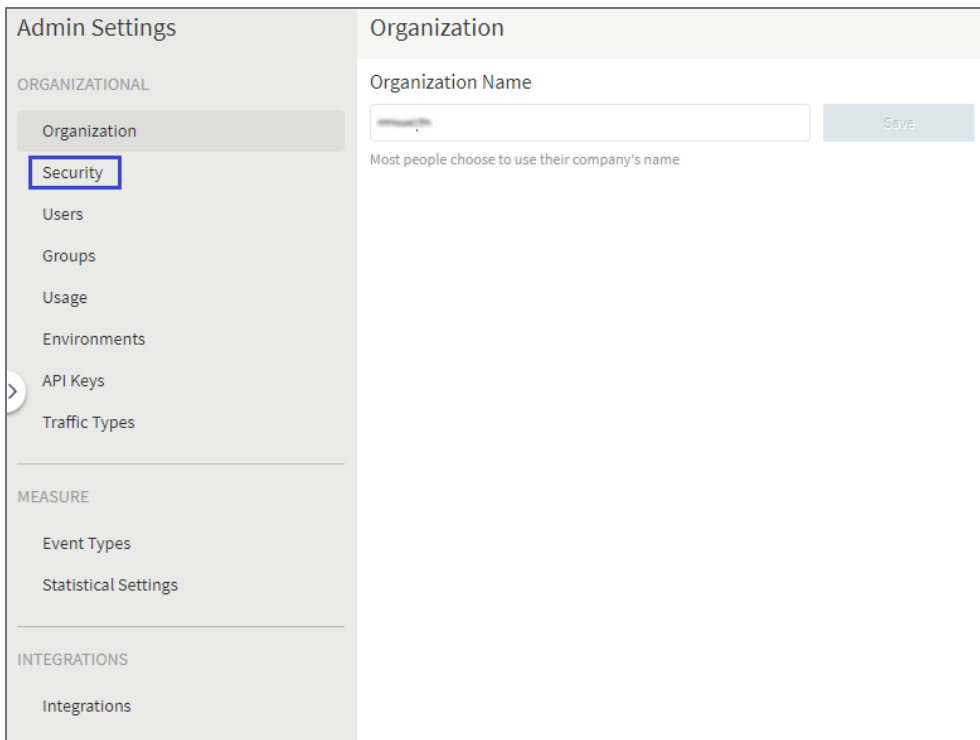 Admin Settings
ORGANIZATIONAL
Organization
Security
Users
Groups
Usage
Environments
API Keys
Traffic Types
MEASURE
Event Types
Statistical Settings
INTEGRATIONS
Integrations
Organization
Organization Name
Save
Most people choose to use their company's name